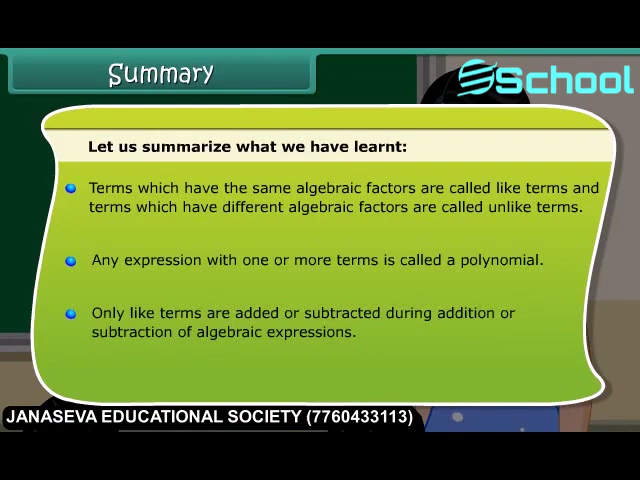 Summary
School
Let us summarize what we have learnt:
Terms which have the same algebraic factors are called like terms and
terms which have different algebraic factors are called unlike terms.
Any expression with one or more terms is called a polynomial.
Only like terms are added or subtracted during addition or
subtraction of algebraic expressions.
JANASEVA EDUCATIONAL SOCIETY (7760433113)